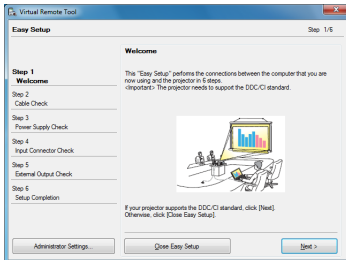 Virtual Remote Tool
Easy Setup
Step 1/6
Welcome
Step 1
Welcome
Step 2
Cable Check
Step 3
Power Supply Check
Step 4
Input Connector Check
Step 5
External Output Check
Step 6
Setup Completion
This "Easy Setup" performs the connections between the computer that you are
now using and the projector in 6 steps.
<Important> The projector needs to support the DDC/CI standard.
If your projector supports the DDC/CI standard, click [Next].
Otherwise, click [Close Easy Setup].
Administrator Settings...
Close Easy Setup
Next >